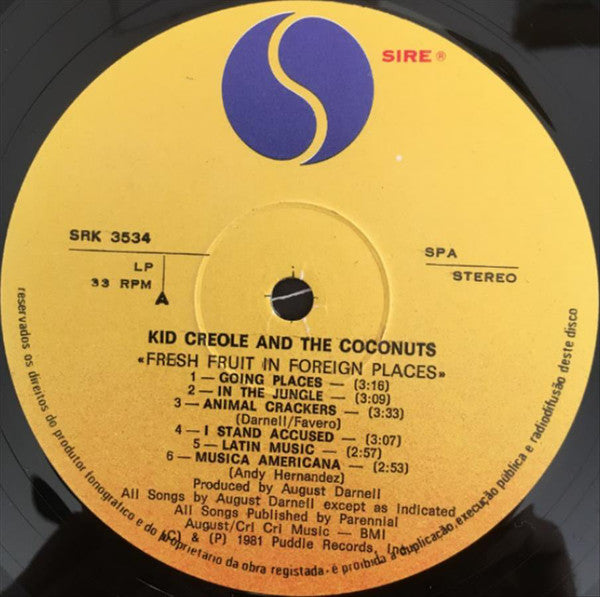 SIRE ®
SRK 3534
LP
33 RPM
A
SPA
STEREO
KID CREOLE AND THE COCONUTS
«FRESH FRUIT IN FOREIGN PLACES»
1 — GOING PLACES — (3:16)
2 — IN THE JUNGLE — (3:09)
3 — ANIMAL CRACKERS — (3:33)
(Darnell/Favero)
4 — I STAND ACCUSED — (3:07)
5 — LATIN MUSIC — (2:57)
6 — MUSICA AMERICANA — (2:53)
(Andy Hernandez)
Produced by August Darnell
All Songs by August Darnell except as Indicated
All Songs Published by Perennial
August/Cri Cri Music — BMI
(C) & (P) 1981 Puddle Records,
reservados os direitos do produtor fonográfico e do proprietário da obra registada - é proibida a duplicação, execução pública e radiodifusão deste disco